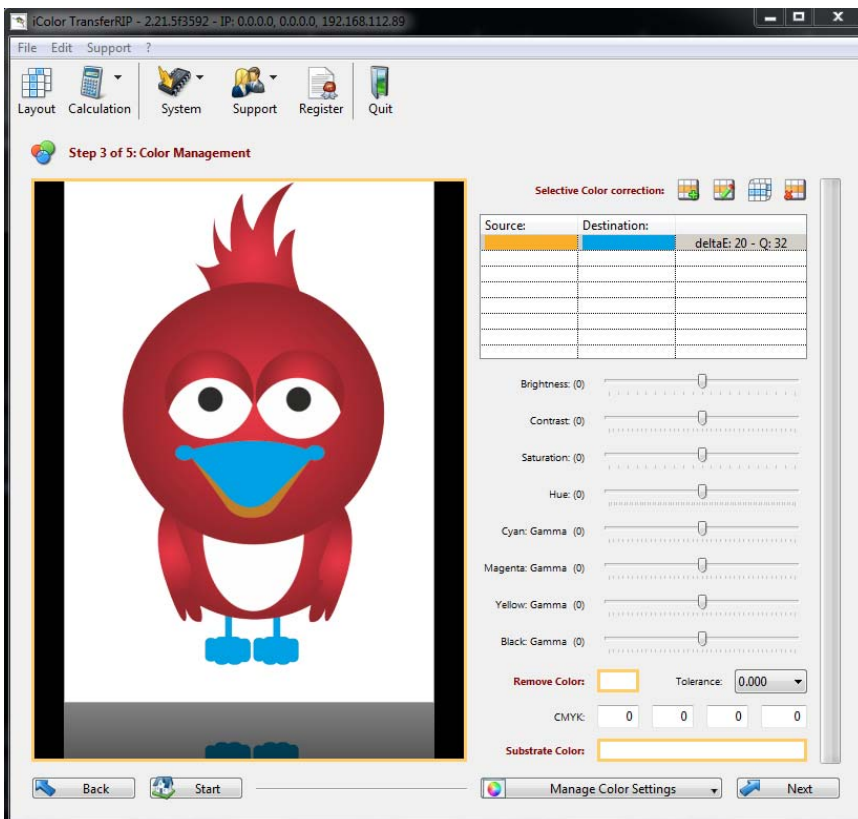 iColor TransferRIP - 2.21.5f3592 - IP: 0.0.0.0, 0.0.0.0, 192.168.112.89
File Edit Support ?
Layout Calculation System Support Register Quit
Step 3 of 5: Color Management
Selective Color correction:
Source: Destination:
deltaE: 20 - Q: 32
Brightness: (0)
Contrast: (0)
Saturation: (0)
Hue: (0)
Cyan: Gamma (0)
Magenta: Gamma (0)
Yellow: Gamma (0)
Black: Gamma (0)
Remove Color: Tolerance: 0.000
CMYK: 0 0 0 0
Substrate Color:
Back Start Manage Color Settings Next